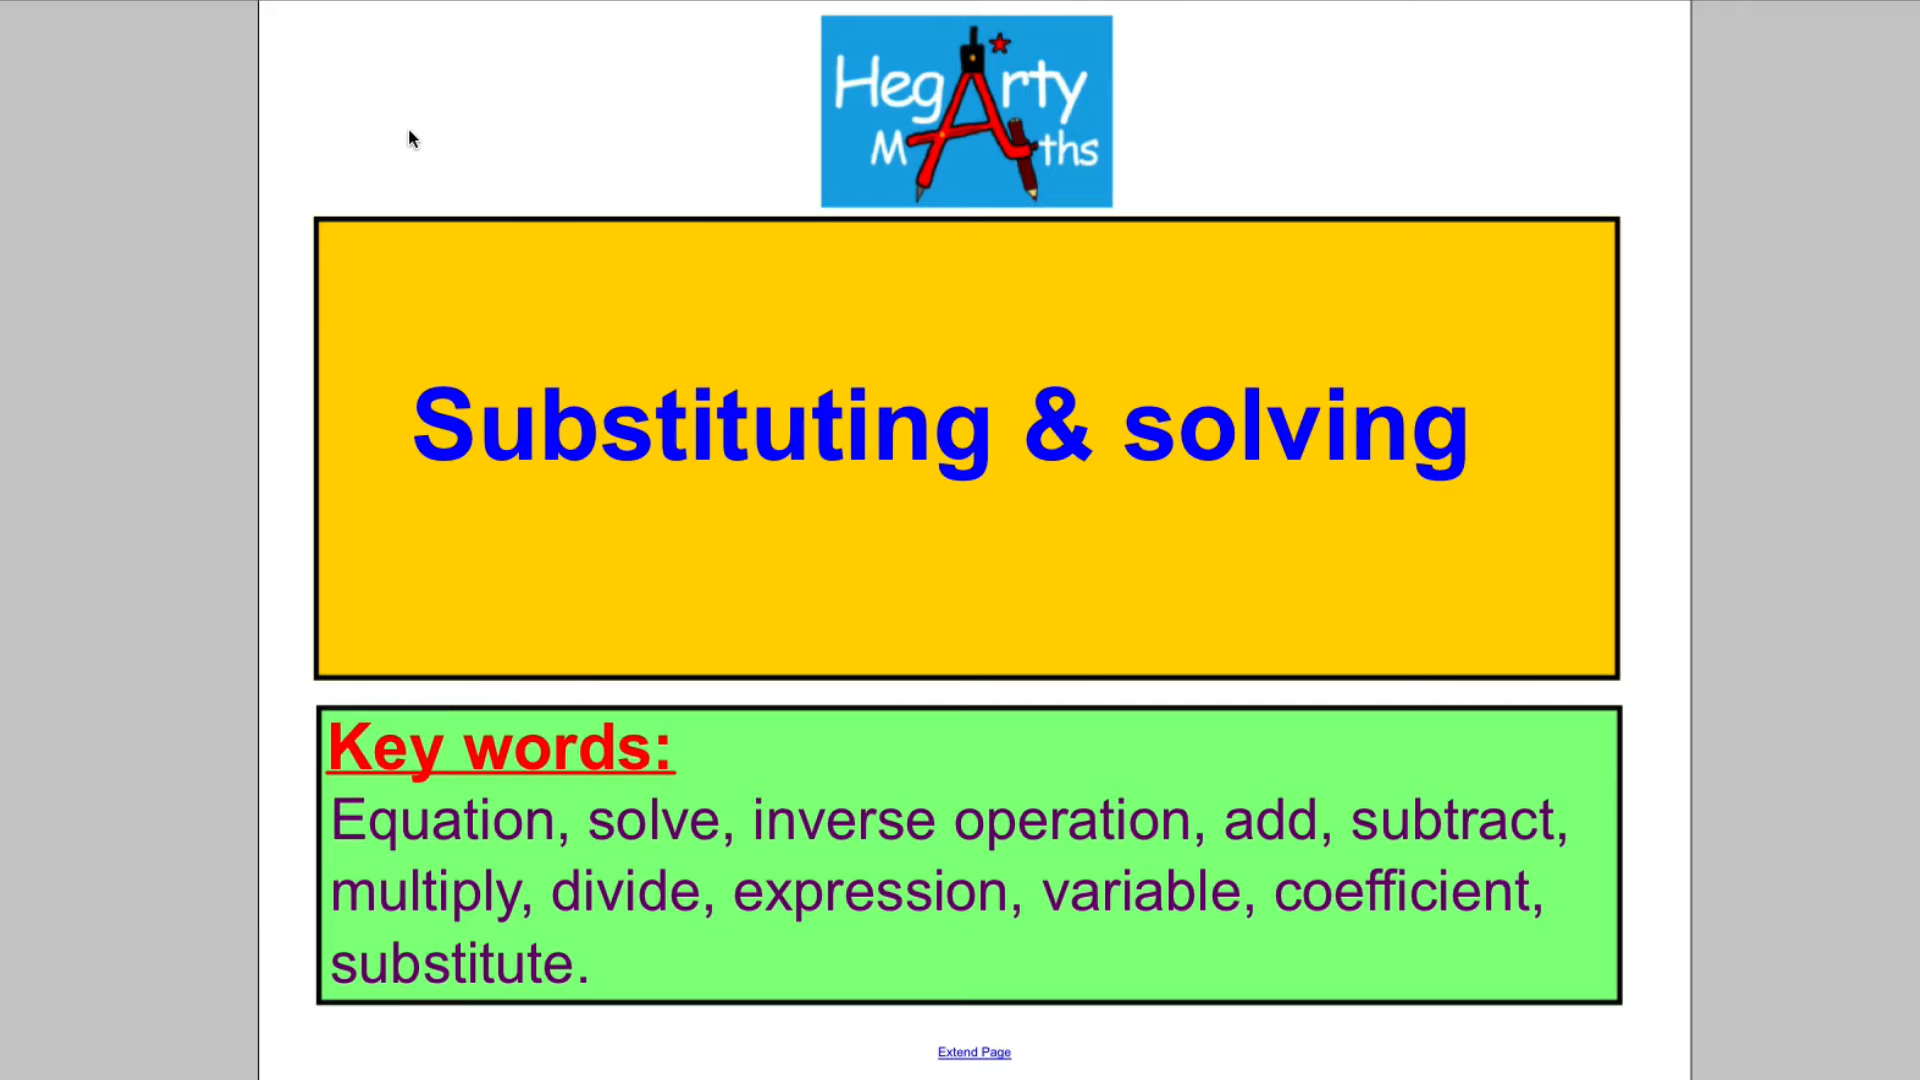 HegArty
MAths
Substituting & solving
Key words:
Equation, solve, inverse operation, add, subtract,
multiply, divide, expression, variable, coefficient,
substitute.
Extend Page